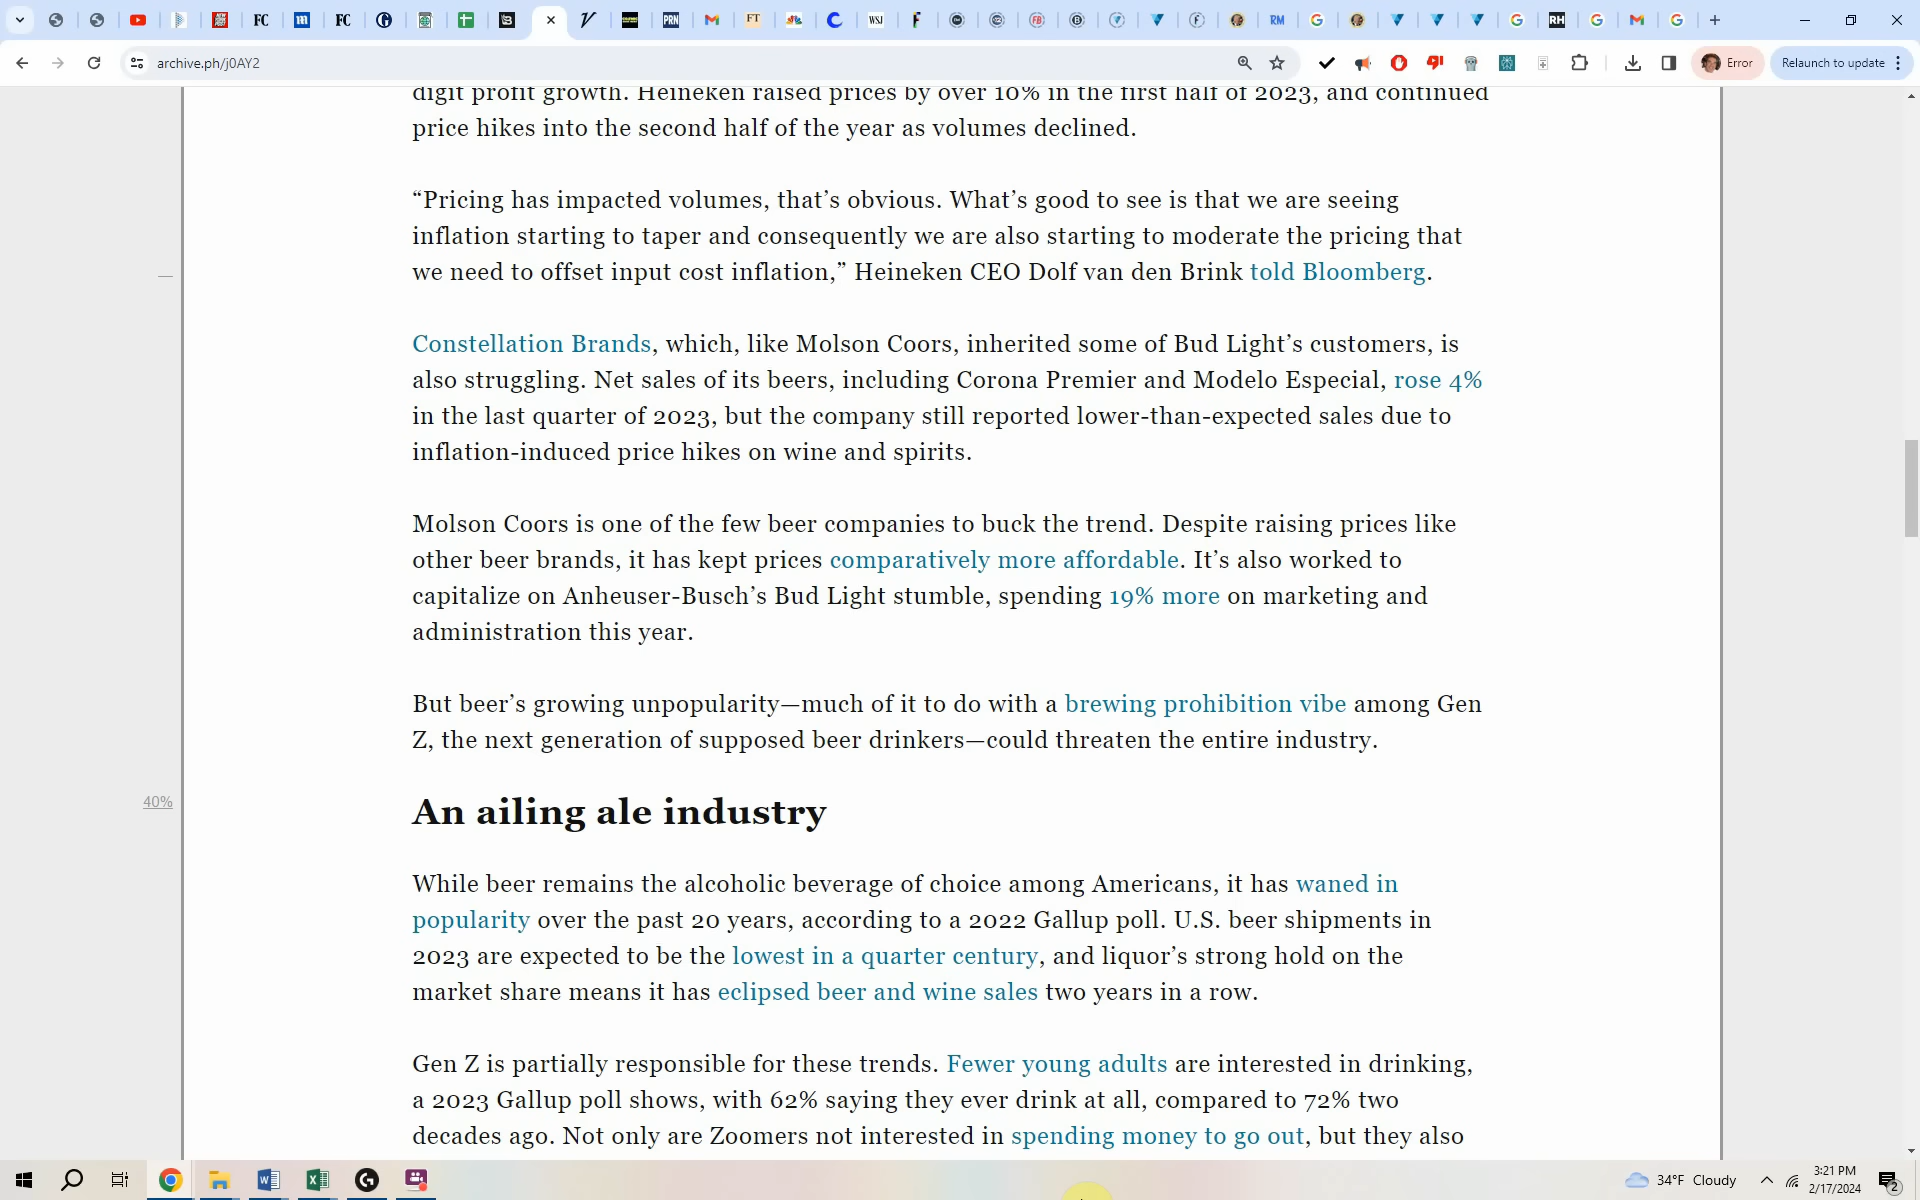 FC
FC
PRN
FT
WSJ
FB
RM
RH
archive.ph/j0AY2
Error
Relaunch to update
digit profit growth. Heineken raised prices by over 10% in the first half of 2023, and continued
price hikes into the second half of the year as volumes declined.
“Pricing has impacted volumes, that’s obvious. What’s good to see is that we are seeing
inflation starting to taper and consequently we are also starting to moderate the pricing that
we need to offset input cost inflation,” Heineken CEO Dolf van den Brink told Bloomberg.
Constellation Brands, which, like Molson Coors, inherited some of Bud Light’s customers, is
also struggling. Net sales of its beers, including Corona Premier and Modelo Especial, rose 4%
in the last quarter of 2023, but the company still reported lower-than-expected sales due to
inflation-induced price hikes on wine and spirits.
Molson Coors is one of the few beer companies to buck the trend. Despite raising prices like
other beer brands, it has kept prices comparatively more affordable. It’s also worked to
capitalize on Anheuser-Busch’s Bud Light stumble, spending 19% more on marketing and
administration this year.
But beer’s growing unpopularity—much of it to do with a brewing prohibition vibe among Gen
Z, the next generation of supposed beer drinkers—could threaten the entire industry.
40%
An ailing ale industry
While beer remains the alcoholic beverage of choice among Americans, it has waned in
popularity over the past 20 years, according to a 2022 Gallup poll. U.S. beer shipments in
2023 are expected to be the lowest in a quarter century, and liquor’s strong hold on the
market share means it has eclipsed beer and wine sales two years in a row.
Gen Z is partially responsible for these trends. Fewer young adults are interested in drinking,
a 2023 Gallup poll shows, with 62% saying they ever drink at all, compared to 72% two
decades ago. Not only are Zoomers not interested in spending money to go out, but they also
34°F Cloudy
3:21 PM
2/17/2024
2